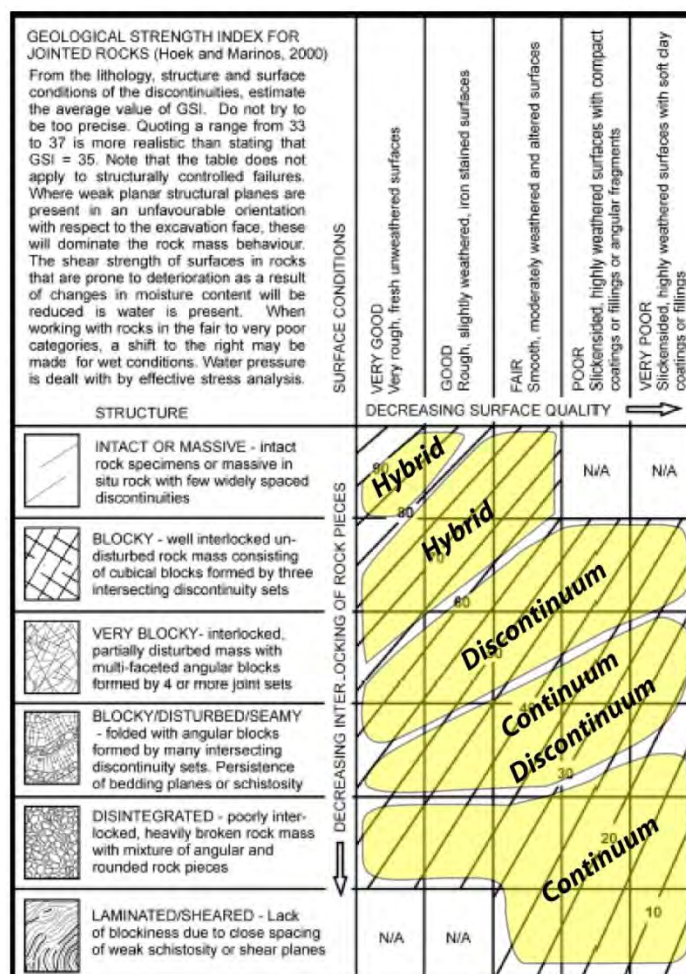 GEOLOGICAL STRENGTH INDEX FOR
JOINTED ROCKS (Hoek and Marinos, 2000)
From the lithology, structure and surface
conditions of the discontinuities, estimate
the average value of GSI. Do not try to
be too precise. Quoting a range from 33
to 37 is more realistic than stating that
GSI = 35. Note that the table does not
apply to structurally controlled failures.
Where weak planar structural planes are
present in an unfavourable orientation
with respect to the excavation face, these
will dominate the rock mass behaviour.
The shear strength of surfaces in rocks
that are prone to deterioration as a result
of changes in moisture content will be
reduced is water is present. When
working with rocks in the fair to very poor
categories, a shift to the right may be
made for wet conditions. Water pressure
is dealt with by effective stress analysis.
STRUCTURE
SURFACE CONDITIONS
VERY GOOD
Very rough, fresh unweathered surfaces
GOOD
Rough, slightly weathered, iron stained surfaces
FAIR
Smooth, moderately weathered and altered surfaces
POOR
Slickensided, highly weathered surfaces with compact
coatings or fillings or angular fragments
VERY POOR
Slickensided, highly weathered surfaces with soft clay
coatings or fillings
DECREASING SURFACE QUALITY
INTACT OR MASSIVE - intact
rock specimens or massive in
situ rock with few widely spaced
discontinuities
BLOCKY - well interlocked un-
disturbed rock mass consisting
of cubical blocks formed by three
intersecting discontinuity sets
VERY BLOCKY- interlocked,
partially disturbed mass with
multi-faceted angular blocks
formed by 4 or more joint sets
BLOCKY/DISTURBED/SEAMY
- folded with angular blocks
formed by many intersecting
discontinuity sets. Persistence
of bedding planes or schistosity
DISINTEGRATED - poorly inter-
locked, heavily broken rock mass
with mixture of angular and
rounded rock pieces
LAMINATED/SHEARED - Lack
of blockiness due to close spacing
of weak schistosity or shear planes
DECREASING INTERLOCKING OF ROCK PIECES
90
Hybrid
N/A
N/A
80
Hybrid
70
60
Discontinuum
50
Continuum
40
Discontinuum
30
20
Continuum
N/A
N/A
10